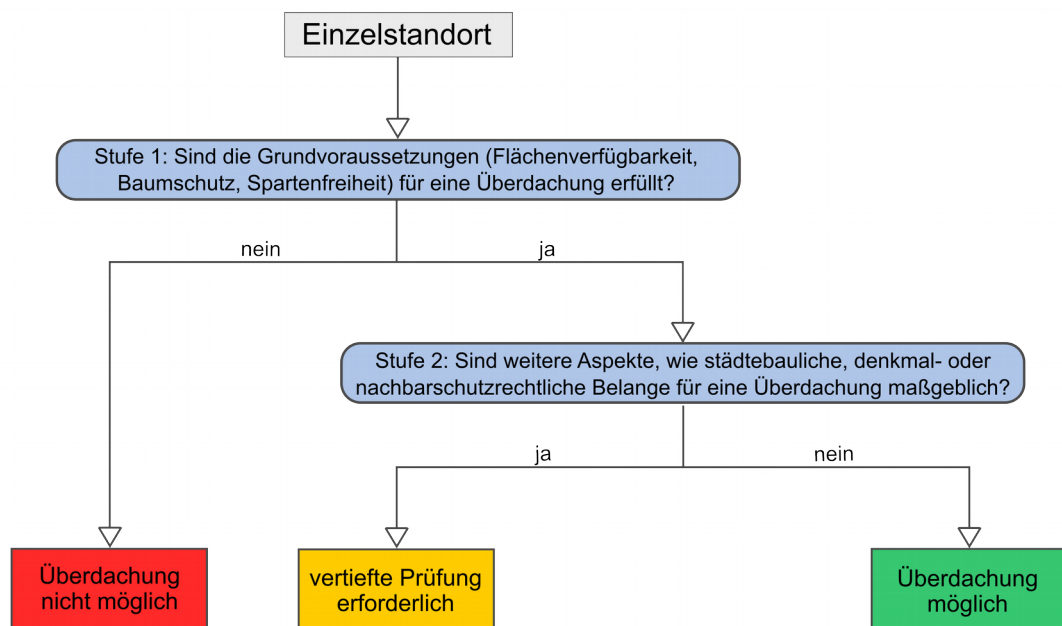 Einzelstandort
Stufe 1: Sind die Grundvoraussetzungen (Flächenverfügbarkeit,
Baumschutz, Spartenfreiheit) für eine Überdachung erfüllt?
nein
ja
Stufe 2: Sind weitere Aspekte, wie städtebauliche, denkmal- oder
nachbarschutzrechtliche Belange für eine Überdachung maßgeblich?
ja
nein
Überdachung
nicht möglich
vertiefte Prüfung
erforderlich
Überdachung
möglich